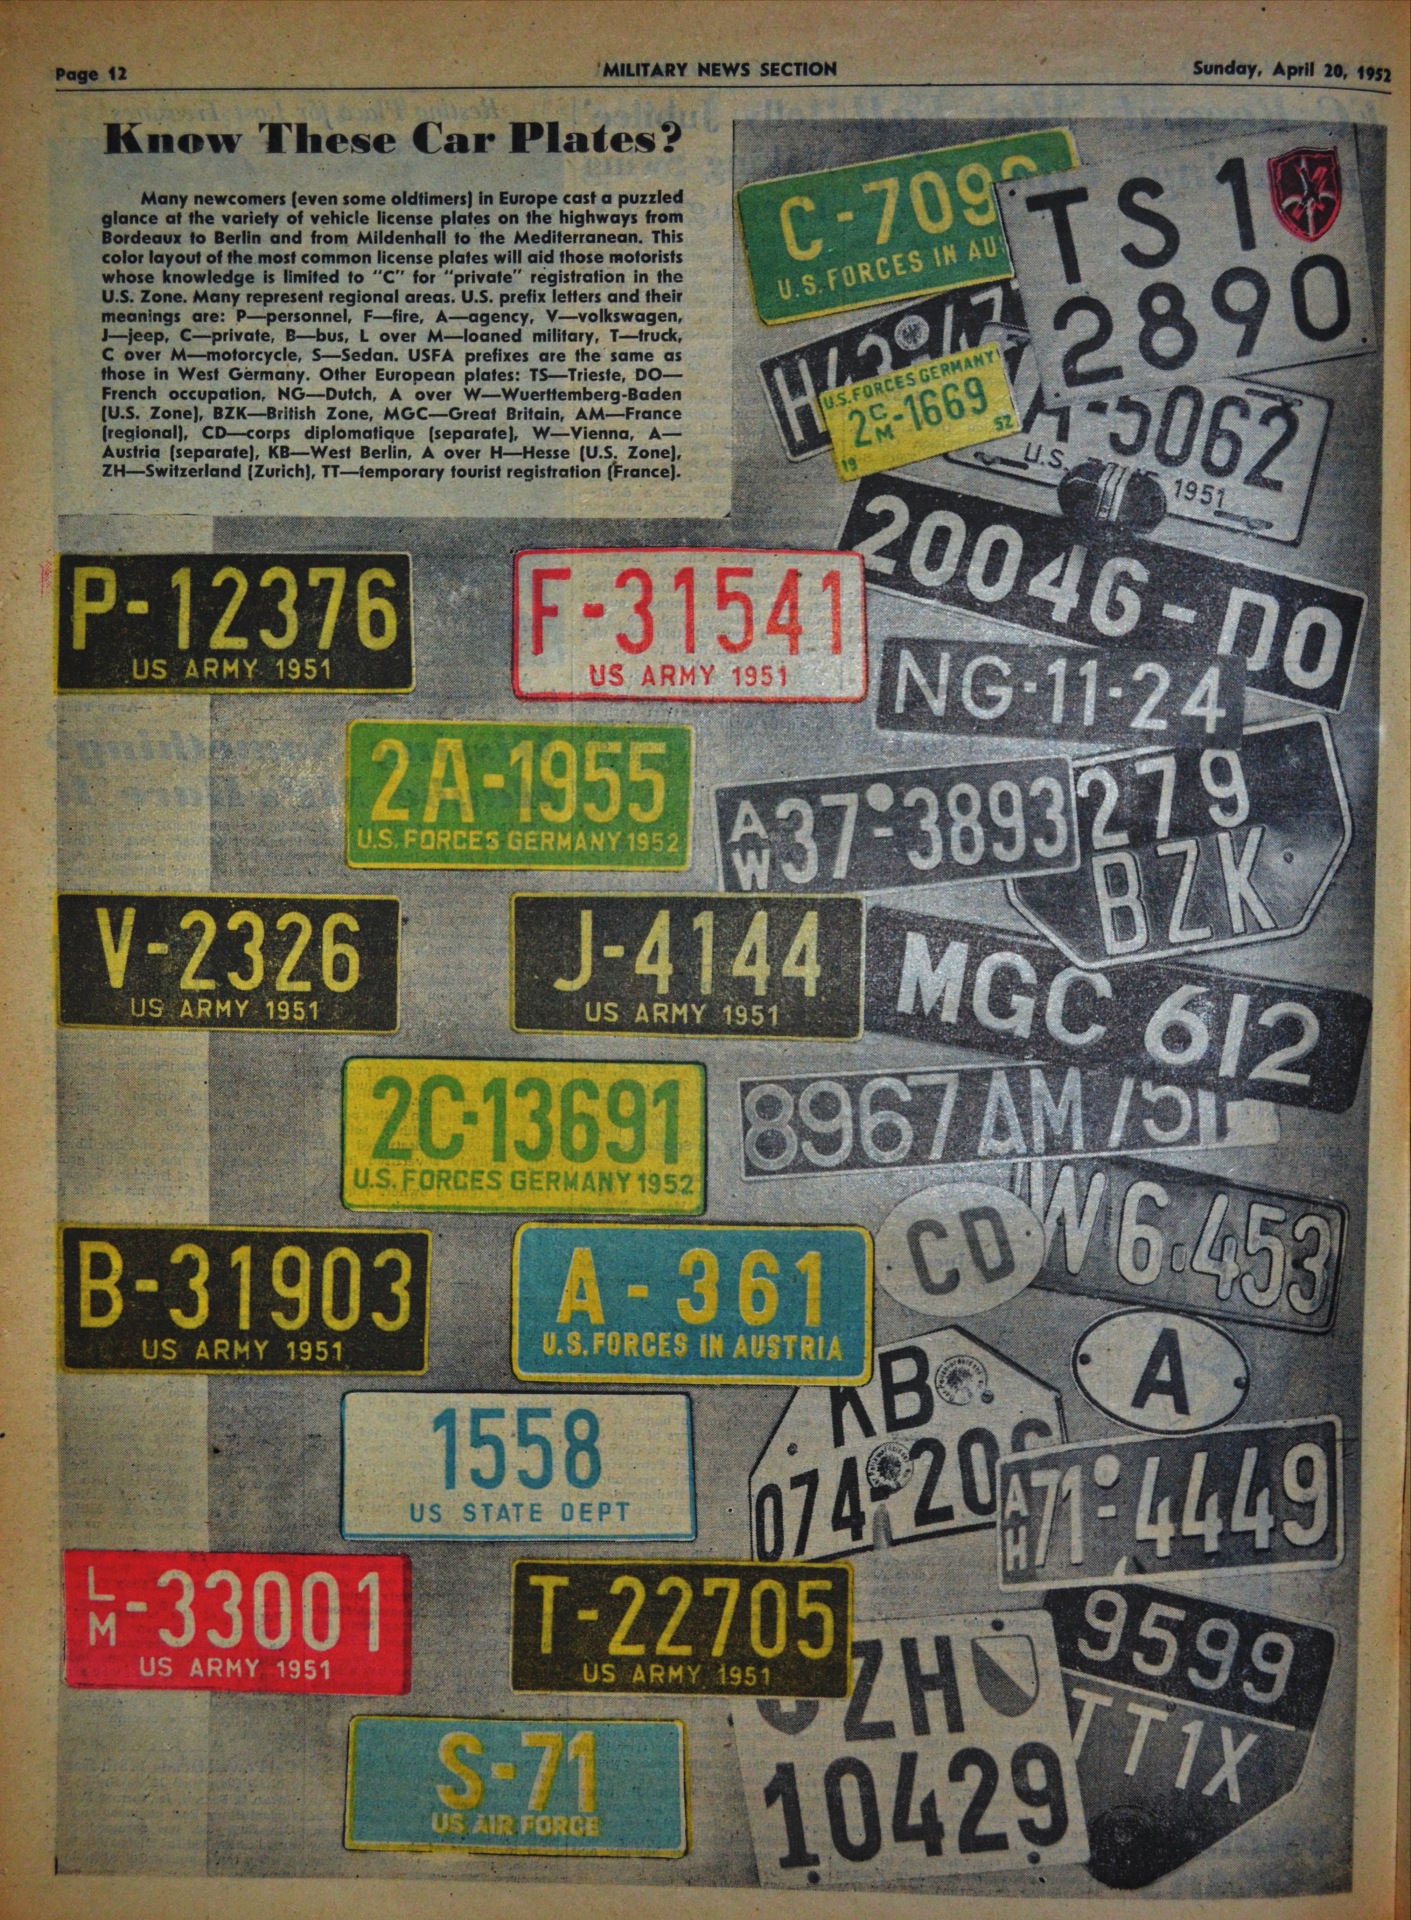 Page 12
MILITARY NEWS SECTION
Sunday, April 20, 1952
Know These Car Plates?
Many newcomers (even some oldtimers) in Europe cast a puzzled
glance at the variety of vehicle license plates on the highways from
Bordeaux to Berlin and from Mildenhall to the Mediterranean. This
color layout of the most common license plates will aid those motorists
whose knowledge is limited to "C" for "private" registration in the
U.S. Zone. Many represent regional areas. U.S. prefix letters and their
meanings are: P—personnel, F—fire, A—agency, V—volkswagen,
J—jeep, C—private, B—bus, L over M—loaned military, T—truck,
C over M—motorcycle, S—Sedan. USFA prefixes are the same as
those in West Germany. Other European plates: TS—Trieste, DO—
French occupation, NG—Dutch, A over W—Wuerttemberg-Baden
(U.S. Zone), BZK—British Zone, MGC—Great Britain, AM—France
(regional), CD—corps diplomatique (separate), W—Vienna, A—
Austria (separate), KB—West Berlin, A over H—Hesse (U.S. Zone),
ZH—Switzerland (Zurich), TT—temporary tourist registration (France).
C-709
U.S. FORCES IN AU
TS 1
2890
U.S. FORCES GERMANY
2 C M-1669
19 52
A-5062
U.S.
1951
20046-DO
NG-11-24
P-12376
US ARMY 1951
F-31541
US ARMY 1951
2A-1955
U.S. FORCES GERMANY 1952
A
W 37-3893
279
BZK
V-2326
US ARMY 1951
J-4144
US ARMY 1951
MGC 612
2C-13691
U.S. FORCES GERMANY 1952
8967 AM 75
CD
W6.453
B-31903
US ARMY 1951
A-361
U.S. FORCES IN AUSTRIA
A
KB
074-20
1558
US STATE DEPT
A
H 71-4449
L
M -33001
US ARMY 1951
T-22705
US ARMY 1951
9599
TT1X
ZH
10429
S-71
US AIR FORCE